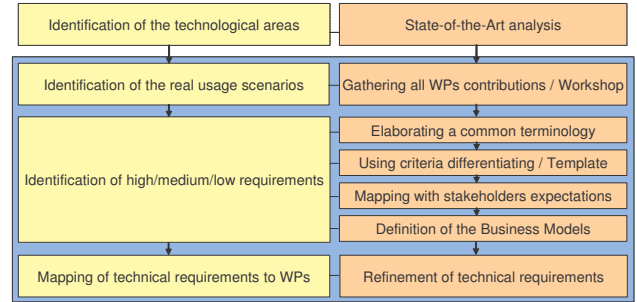 Identification of the technological areas
State-of-the-Art analysis
Identification of the real usage scenarios
Gathering all WPs contributions / Workshop
Identification of high/medium/low requirements
Elaborating a common terminology
Using criteria differentiating / Template
Mapping with stakeholders expectations
Definition of the Business Models
Mapping of technical requirements to WPs
Refinement of technical requirements